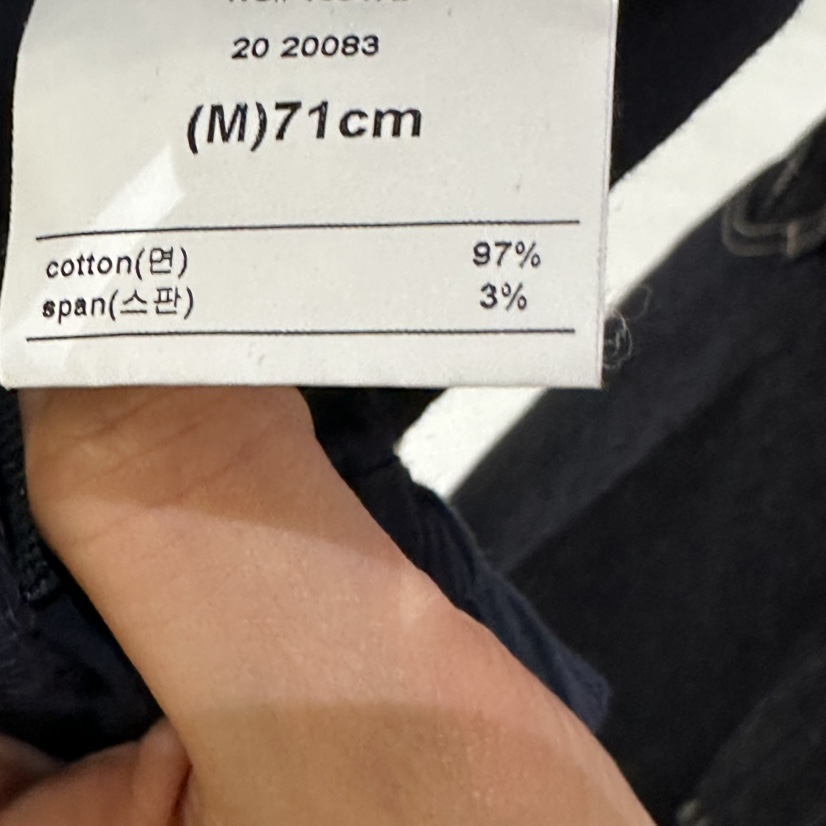 20 20083
(M)71cm
cotton(면) 97%
span(스판) 3%